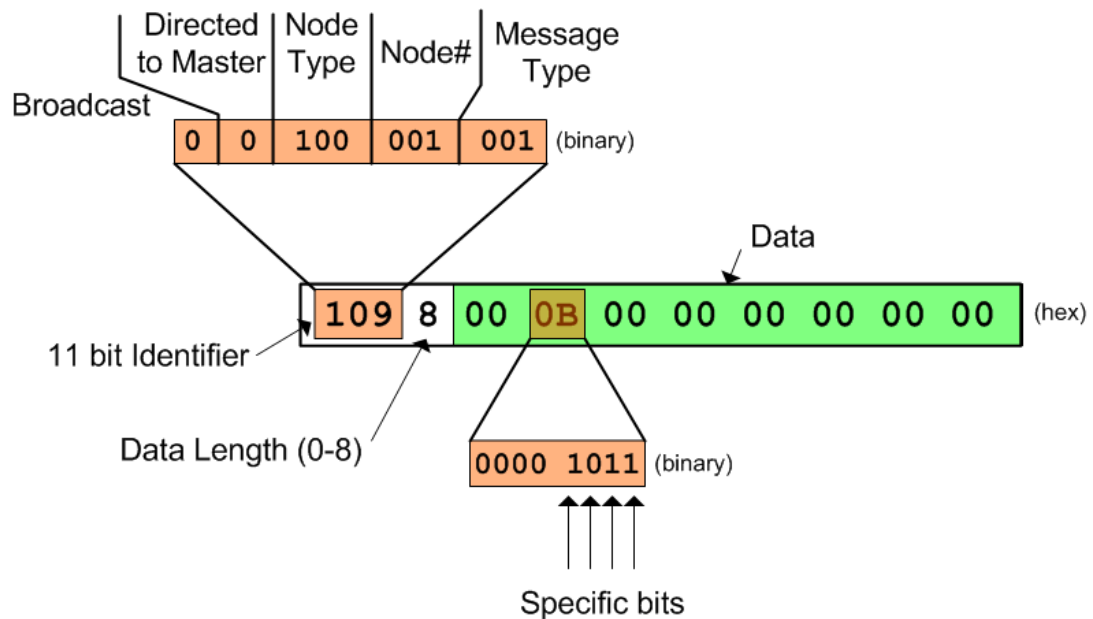 Directed
to Master
Node
Type
Node#
Message
Type
Broadcast
0 0 100 001 001 (binary)
Data
109 8 00 0B 00 00 00 00 00 00 (hex)
11 bit Identifier
Data Length (0-8)
0000 1011 (binary)
Specific bits